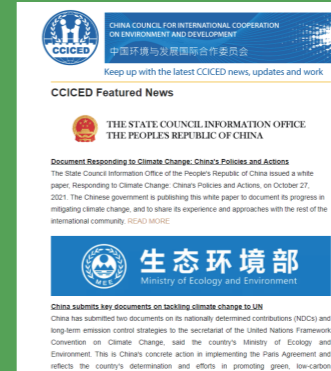 CHINA COUNCIL FOR INTERNATIONAL COOPERATION
ON ENVIRONMENT AND DEVELOPMENT
中国环境与发展国际合作委员会
CCICED
Keep up with the latest CCICED news, updates and work
CCICED Featured News
THE STATE COUNCIL INFORMATION OFFICE
THE PEOPLE'S REPUBLIC OF CHINA
Document Responding to Climate Change: China's Policies and Actions
The State Council Information Office of the People's Republic of China issued a white
paper, Responding to Climate Change: China's Policies and Actions, on October 27,
2021. The Chinese government is publishing this white paper to document its progress in
mitigating climate change, and to share its experience and approaches with the rest of the
international community. READ MORE
生态环境部
Ministry of Ecology and Environment
MEE
China submits key documents on tackling climate change to UN
China has submitted two documents on its nationally determined contributions (NDCs) and
long-term emission control strategies to the secretariat of the United Nations Framework
Convention on Climate Change, said the country's Ministry of Ecology and
Environment. This is China's concrete action in implementing the Paris Agreement and
reflects the country's determination and efforts in promoting green, low-carbon